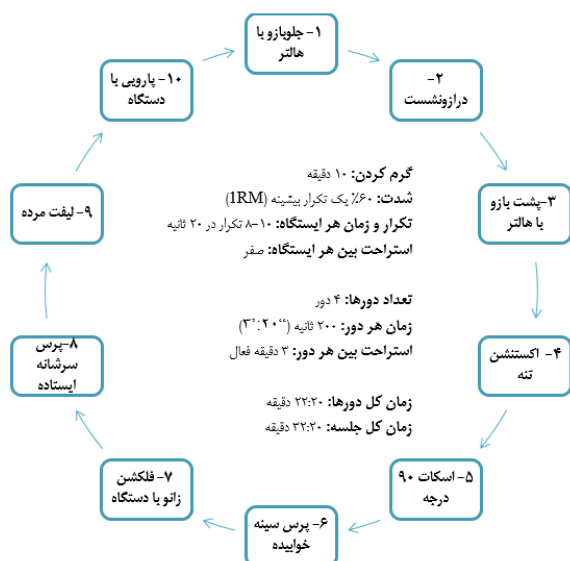 ۱- جلوبازو با
هالتر
۲-
درازونشست
۳-پشت بازو
با هالتر
۴- اکستنشن
تنه
۵- اسکات ۹۰
درجه
۶- پرس سینه
خوابیده
۷- فلکشن
زانو با دستگاه
۸-پرس
سرشانه
ایستاده
۹- لیفت مرده
۱۰- پارویی با
دستگاه
گرم کردن: ۱۰ دقیقه
شدت: ۶۰٪ یک تکرار بیشینه (1RM)
تکرار و زمان هر ایستگاه: ۱۰-۸ تکرار در ۲۰ ثانیه
استراحت بین هر ایستگاه: صفر
تعداد دورها: ۴ دور
زمان هر دور: ۲۰۰ ثانیه (۳٬:۲۰٬٬)
استراحت بین هر دور: ۳ دقیقه فعال
زمان کل دورها: ۲۲:۲۰ دقیقه
زمان کل جلسه: ۳۲:۲۰ دقیقه